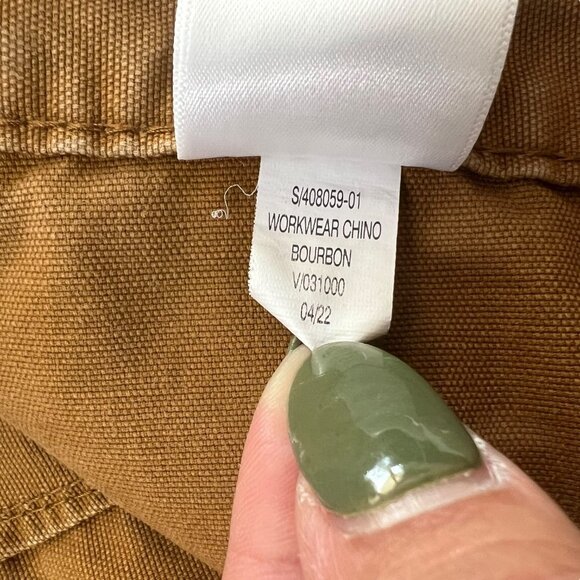 S/408059-01
WORKWEAR CHINO
BOURBON
V/031000
04/22